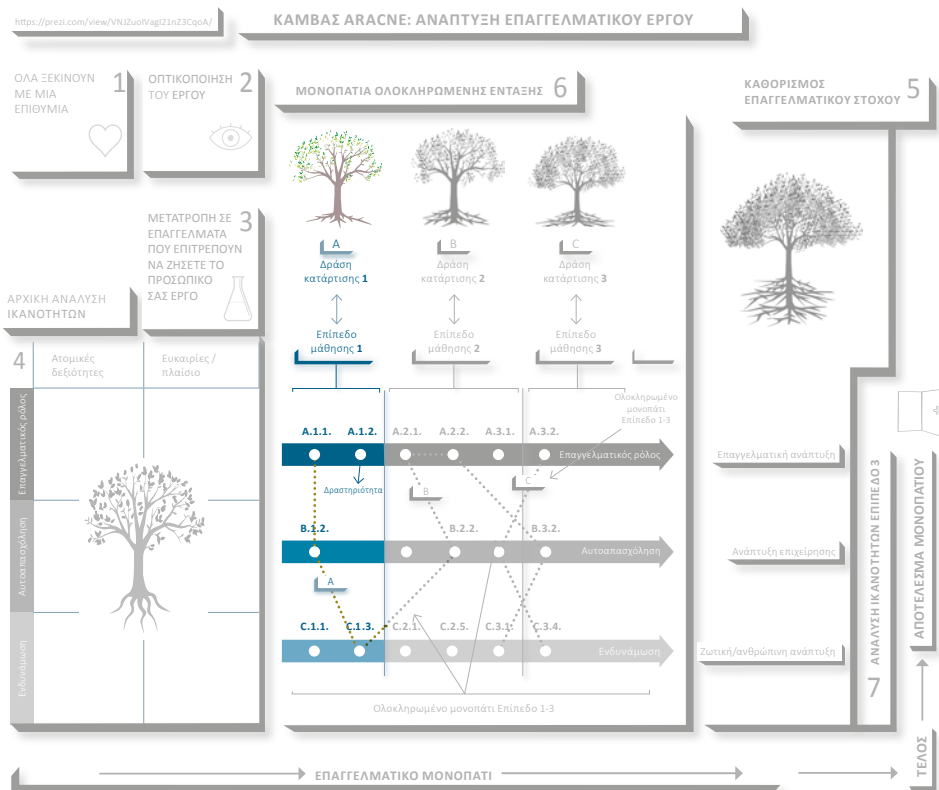 https://prezi.com/view/VNJZuoIVagI21n23CqoA/
ΚΑΜΒΑΣ ARACNE: ΑΝΑΠΤΥΞΗ ΕΠΑΓΓΕΛΜΑΤΙΚΟΥ ΕΡΓΟΥ
ΟΛΑ ΞΕΚΙΝΟΥΝ
ΜΕ ΜΙΑ
ΕΠΙΘΥΜΙΑ
1
ΟΠΤΙΚΟΠΟΙΗΣΗ
ΤΟΥ ΕΡΓΟΥ
2
ΜΕΤΑΤΡΟΠΗ ΣΕ
ΕΠΑΓΓΕΛΜΑΤΑ
ΠΟΥ ΕΠΙΤΡΕΠΟΥΝ
ΝΑ ΖΗΣΕΤΕ ΤΟ
ΠΡΟΣΩΠΙΚΟ
ΣΑΣ ΕΡΓΟ
3
ΑΡΧΙΚΗ ΑΝΑΛΥΣΗ
ΙΚΑΝΟΤΗΤΩΝ
4
Ατομικές
δεξιότητες
Ευκαιρίες /
πλαίσιο
Επαγγελματικός ρόλος
Αυτοαπασχόληση
Ενδυνάμωση
ΜΟΝΟΠΑΤΙΑ ΟΛΟΚΛΗΡΩΜΕΝΗΣ ΕΝΤΑΞΗΣ 6
A
Δράση
κατάρτισης 1
B
Δράση
κατάρτισης 2
C
Δράση
κατάρτισης 3
Επίπεδο
μάθησης 1
Επίπεδο
μάθησης 2
Επίπεδο
μάθησης 3
Ολοκληρωμένο
μονοπάτι
Επίπεδο 1-3
A.1.1. A.1.2. A.2.1. A.2.2. A.3.1. A.3.2.
Επαγγελματικός ρόλος
Δραστηριότητα
B
C
B.1.2. B.2.2. B.3.2.
Αυτοαπασχόληση
A
C.1.1. C.1.3. C.2.1. C.2.5. C.3.1. C.3.4.
Ενδυνάμωση
Ολοκληρωμένο μονοπάτι Επίπεδο 1-3
ΚΑΘΟΡΙΣΜΟΣ
ΕΠΑΓΓΕΛΜΑΤΙΚΟΥ ΣΤΟΧΟΥ
5
Επαγγελματική ανάπτυξη
Ανάπτυξη επιχείρησης
Ζωτική/ανθρώπινη ανάπτυξη
ΑΝΑΛΥΣΗ ΙΚΑΝΟΤΗΤΩΝ ΕΠΙΠΕΔΟ 3
7
ΑΠΟΤΕΛΕΣΜΑ ΜΟΝΟΠΑΤΙΟΥ
ΤΕΛΟΣ
ΕΠΑΓΓΕΛΜΑΤΙΚΟ ΜΟΝΟΠΑΤΙ